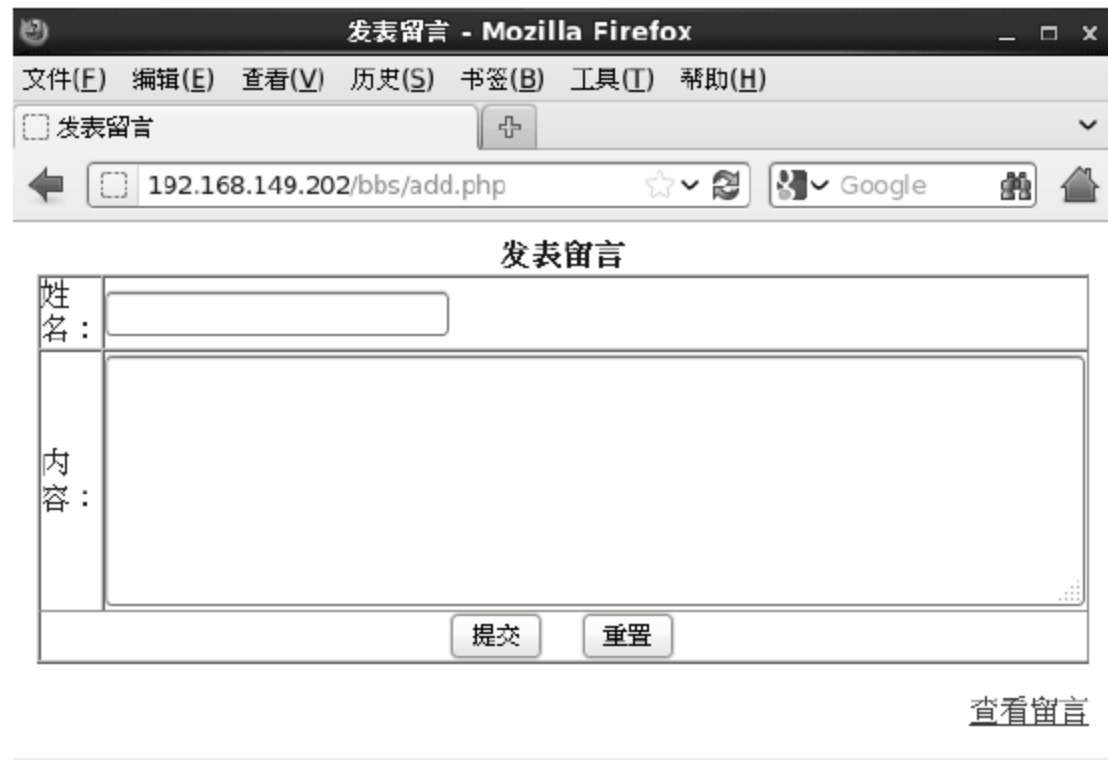 发表留言 - Mozilla Firefox
文件(F) 编辑(E) 查看(V) 历史(S) 书签(B) 工具(T) 帮助(H)
发表留言
192.168.149.202/bbs/add.php Google
发表留言
姓
名：
内
容：
提交 重置
查看留言